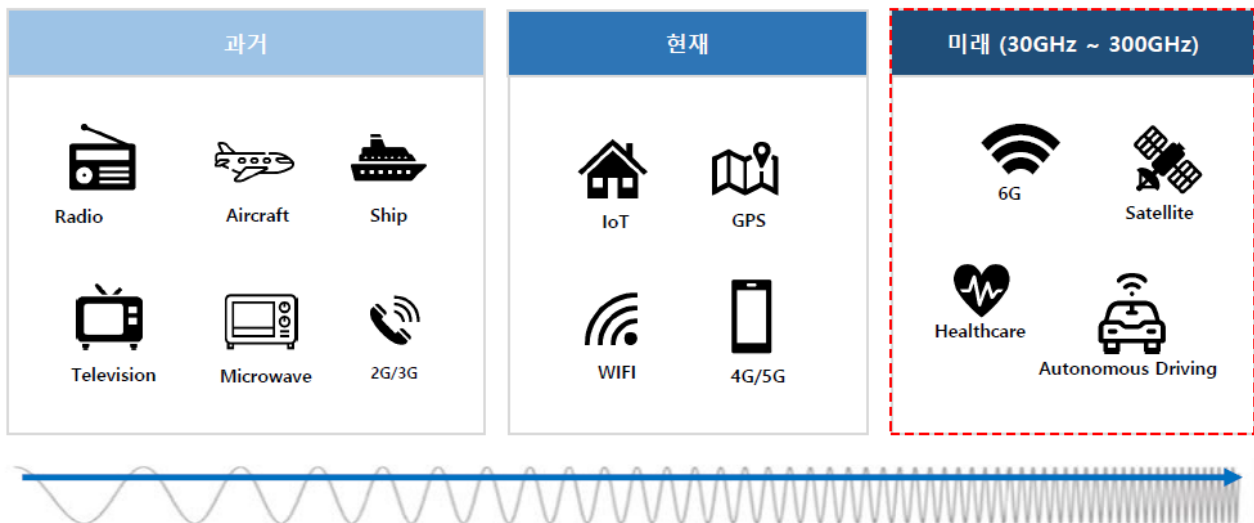 과거
Radio
Aircraft
Ship
Television
Microwave
2G/3G
현재
IoT
GPS
WIFI
4G/5G
미래 (30GHz ~ 300GHz)
6G
Satellite
Healthcare
Autonomous Driving